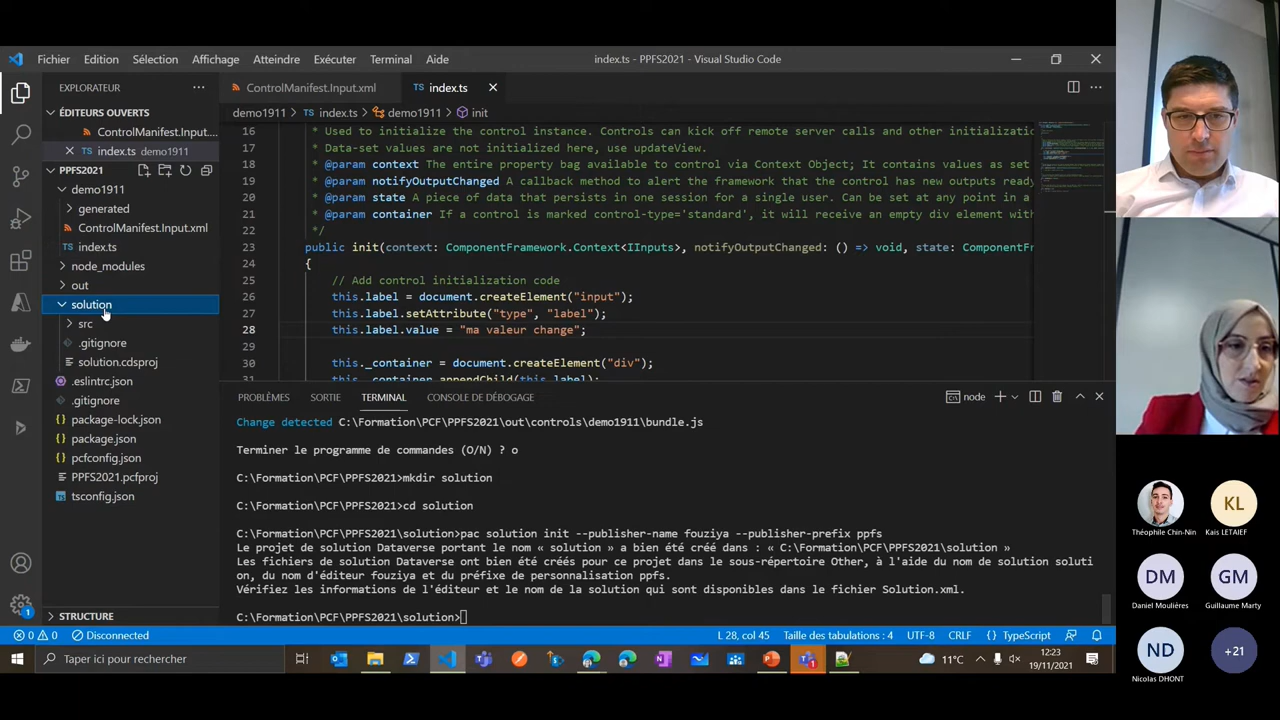 Fichier Edition Sélection Affichage Atteindre Exécuter Terminal Aide
index.ts - PPFS2021 - Visual Studio Code
EXPLORATEUR
ÉDITEURS OUVERTS
ControlManifest.Input....
index.ts demo1911
PPFS2021
demo1911
generated
ControlManifest.Input.xml
index.ts
node_modules
out
solution
src
.gitignore
solution.cdsproj
.eslintrc.json
.gitignore
package-lock.json
package.json
pcfconfig.json
PPFS2021.pcfproj
tsconfig.json
STRUCTURE
ControlManifest.Input.xml index.ts
demo1911 > index.ts > demo1911 > init
16 * Used to initialize the control instance. Controls can kick off remote server calls and other initializatio
17 * Data-set values are not initialized here, use updateView.
18 * @param context The entire property bag available to control via Context Object; It contains values as set
19 * @param notifyOutputChanged A callback method to alert the framework that the control has new outputs ready
20 * @param state A piece of data that persists in one session for a single user. Can be set at any point in a
21 * @param container If a control is marked control-type='standard', it will receive an empty div element with
22 */
23 public init(context: ComponentFramework.Context<IInputs>, notifyOutputChanged: () => void, state: ComponentFr
24 {
25 // Add control initialization code
26 this.label = document.createElement("input");
27 this.label.setAttribute("type", "label");
28 this.label.value = "ma valeur change";
29
30 this._container = document.createElement("div");
31 this._container.appendChild(this.label);
PROBLÈMES SORTIE TERMINAL CONSOLE DE DÉBOGAGE
node
Change detected C:\Formation\PCF\PPFS2021\out\controls\demo1911\bundle.js
Terminer le programme de commandes (O/N) ? o
C:\Formation\PCF\PPFS2021>mkdir solution
C:\Formation\PCF\PPFS2021>cd solution
C:\Formation\PCF\PPFS2021\solution>pc solution init --publisher-name fouziya --publisher-prefix ppfs
Le projet de solution Dataverse portant le nom « solution » a bien été créé dans : « C:\Formation\PCF\PPFS2021\solution »
Les fichiers de solution Dataverse ont bien été créés pour ce projet dans le sous-répertoire Other, à l'aide du nom de solution soluti
on, du nom d'éditeur fouziya et du préfixe de personnalisation ppfs.
Vérifiez les informations de l'éditeur et le nom de la solution qui sont disponibles dans le fichier Solution.xml.
C:\Formation\PCF\PPFS2021\solution>
0 0 Disconnected
L 28, col 45 Taille des tabulations : 4 UTF-8 CRLF {} TypeScript
Taper ici pour rechercher
11°C
12:23
19/11/2021
Théophile Chin-Nin
KL
Kais LETAIEF
DM
Daniel Moulières
GM
Guillaume Marty
ND
Nicolas DHONT
+21